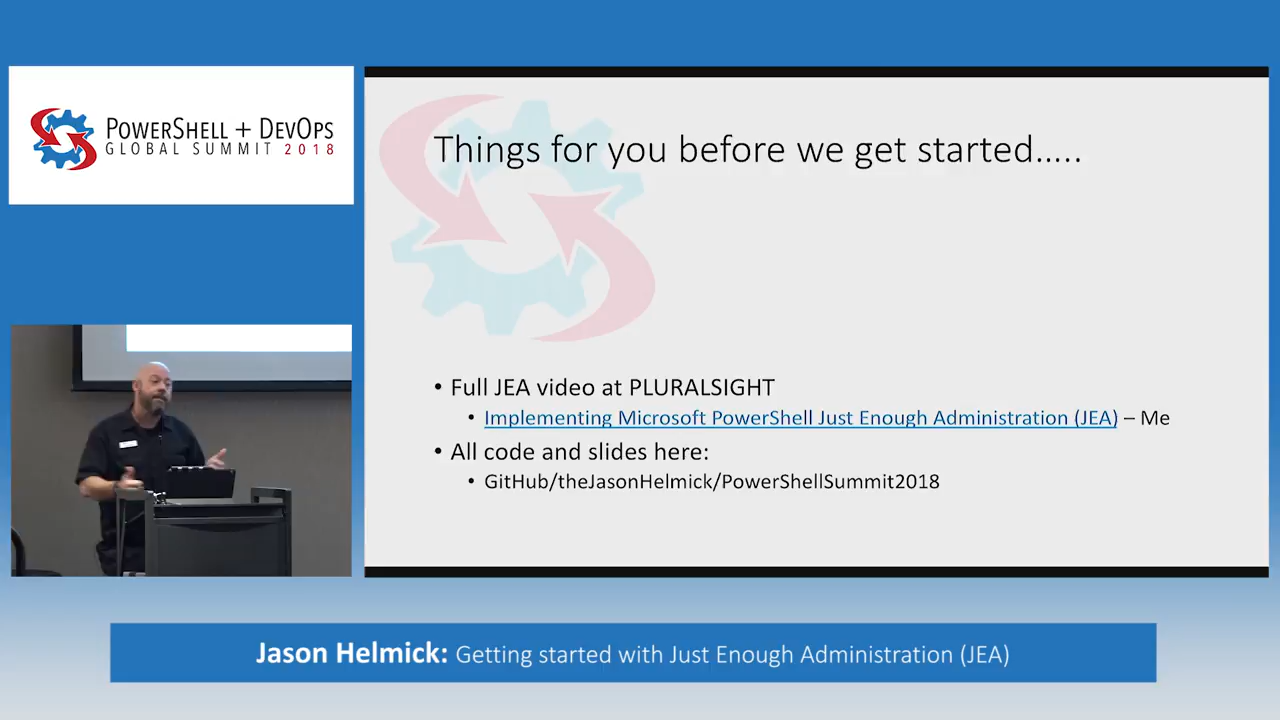 POWERSHELL + DEVOPS
GLOBAL SUMMIT 2018
Things for you before we get started.....
• Full JEA video at PLURALSIGHT
• Implementing Microsoft PowerShell Just Enough Administration (JEA) – Me
• All code and slides here:
• GitHub/theJasonHelmick/PowerShellSummit2018
Jason Helmick: Getting started with Just Enough Administration (JEA)